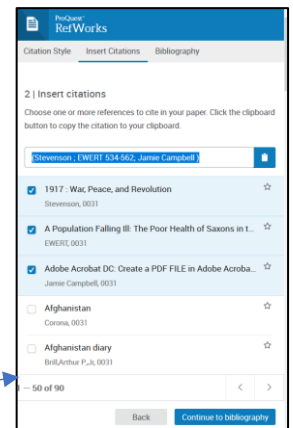 ProQuest
RefWorks
Citation Style Insert Citations Bibliography
2 | Insert citations
Choose one or more references to cite in your paper. Click the clipboard
button to copy the citation to your clipboard.
(Stevenson ; EWERT 534-562; Jamie Campbell )
1917 : War, Peace, and Revolution
Stevenson, 0031
A Population Falling Ill: The Poor Health of Saxons in t...
EWERT, 0031
Adobe Acrobat DC: Create a PDF FILE in Adobe Acroba...
Jamie Campbell, 0031
Afghanistan
Corona, 0031
Afghanistan diary
Brill,Arthur P.,Jr, 0031
– 50 of 90
Back Continue to bibliography